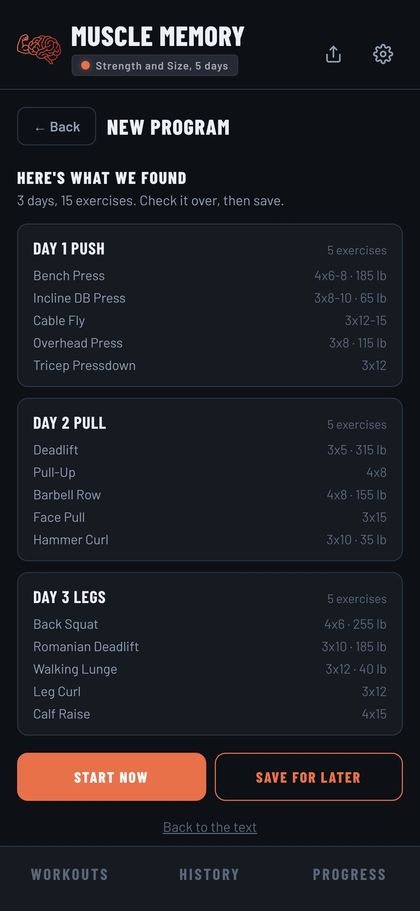 MUSCLE MEMORY
Strength and Size, 5 days
← Back
NEW PROGRAM
HERE'S WHAT WE FOUND
3 days, 15 exercises. Check it over, then save.
DAY 1 PUSH 5 exercises
Bench Press 4x6-8 · 185 lb
Incline DB Press 3x8-10 · 65 lb
Cable Fly 3x12-15
Overhead Press 3x8 · 115 lb
Tricep Pressdown 3x12
DAY 2 PULL 5 exercises
Deadlift 3x5 · 315 lb
Pull-Up 4x8
Barbell Row 4x8 · 155 lb
Face Pull 3x15
Hammer Curl 3x10 · 35 lb
DAY 3 LEGS 5 exercises
Back Squat 4x6 · 255 lb
Romanian Deadlift 3x10 · 185 lb
Walking Lunge 3x12 · 40 lb
Leg Curl 3x12
Calf Raise 4x15
START NOW SAVE FOR LATER
Back to the text
WORKOUTS HISTORY PROGRESS